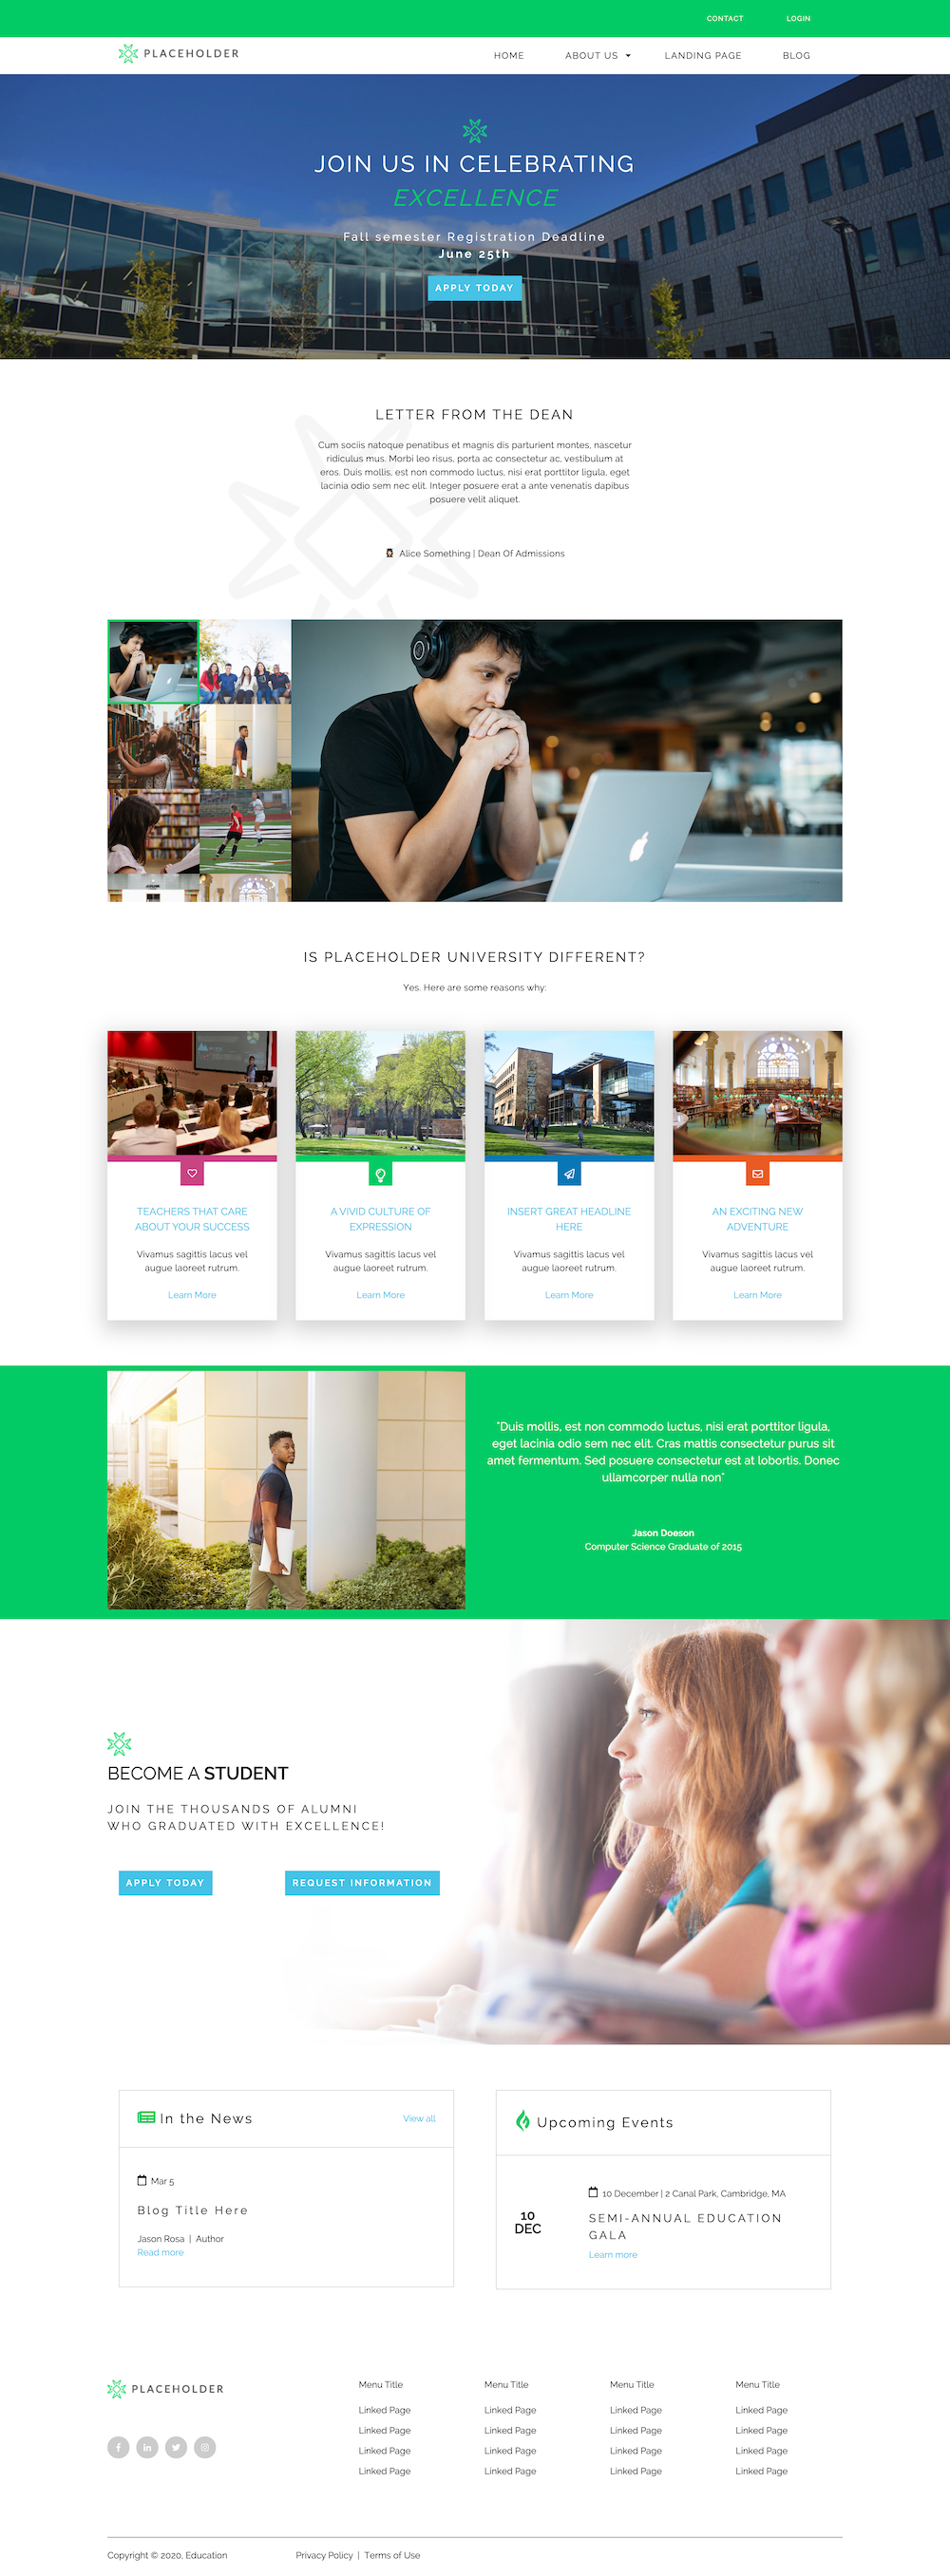 CONTACT LOGIN
PLACEHOLDER HOME ABOUT US LANDING PAGE BLOG
JOIN US IN CELEBRATING
EXCELLENCE
Fall semester Registration Deadline
June 25th
APPLY TODAY
LETTER FROM THE DEAN
Cum sociis natoque penatibus et magnis dis parturient montes, nascetur
ridiculus mus. Morbi leo risus, porta ac consectetur ac, vestibulum at
eros. Duis mollis, est non commodo luctus, nisi erat porttitor ligula, eget
lacinia odio sem nec elit. Integer posuere erat a ante venenatis dapibus
posuere velit aliquet.
Alice Something | Dean Of Admissions
IS PLACEHOLDER UNIVERSITY DIFFERENT?
Yes. Here are some reasons why:
TEACHERS THAT CARE
ABOUT YOUR SUCCESS
Vivamus sagittis lacus vel
augue laoreet rutrum.
Learn More
A VIVID CULTURE OF
EXPRESSION
Vivamus sagittis lacus vel
augue laoreet rutrum.
Learn More
INSERT GREAT HEADLINE
HERE
Vivamus sagittis lacus vel
augue laoreet rutrum.
Learn More
AN EXCITING NEW
ADVENTURE
Vivamus sagittis lacus vel
augue laoreet rutrum.
Learn More
"Duis mollis, est non commodo luctus, nisi erat porttitor ligula,
eget lacinia odio sem nec elit. Cras mattis consectetur purus sit
amet fermentum. Sed posuere consectetur est at lobortis. Donec
ullamcorper nulla non"
Jason Doeson
Computer Science Graduate of 2015
BECOME A STUDENT
JOIN THE THOUSANDS OF ALUMNI
WHO GRADUATED WITH EXCELLENCE!
APPLY TODAY REQUEST INFORMATION
In the News View all
Mar 5
Blog Title Here
Jason Rosa | Author
Read more
Upcoming Events
10
DEC
10 December | 2 Canal Park, Cambridge, MA
SEMI-ANNUAL EDUCATION
GALA
Learn more
PLACEHOLDER
Menu Title Menu Title Menu Title Menu Title
Linked Page Linked Page Linked Page Linked Page
Linked Page Linked Page Linked Page Linked Page
Linked Page Linked Page Linked Page Linked Page
Linked Page Linked Page Linked Page Linked Page
Copyright © 2020, Education Privacy Policy | Terms of Use